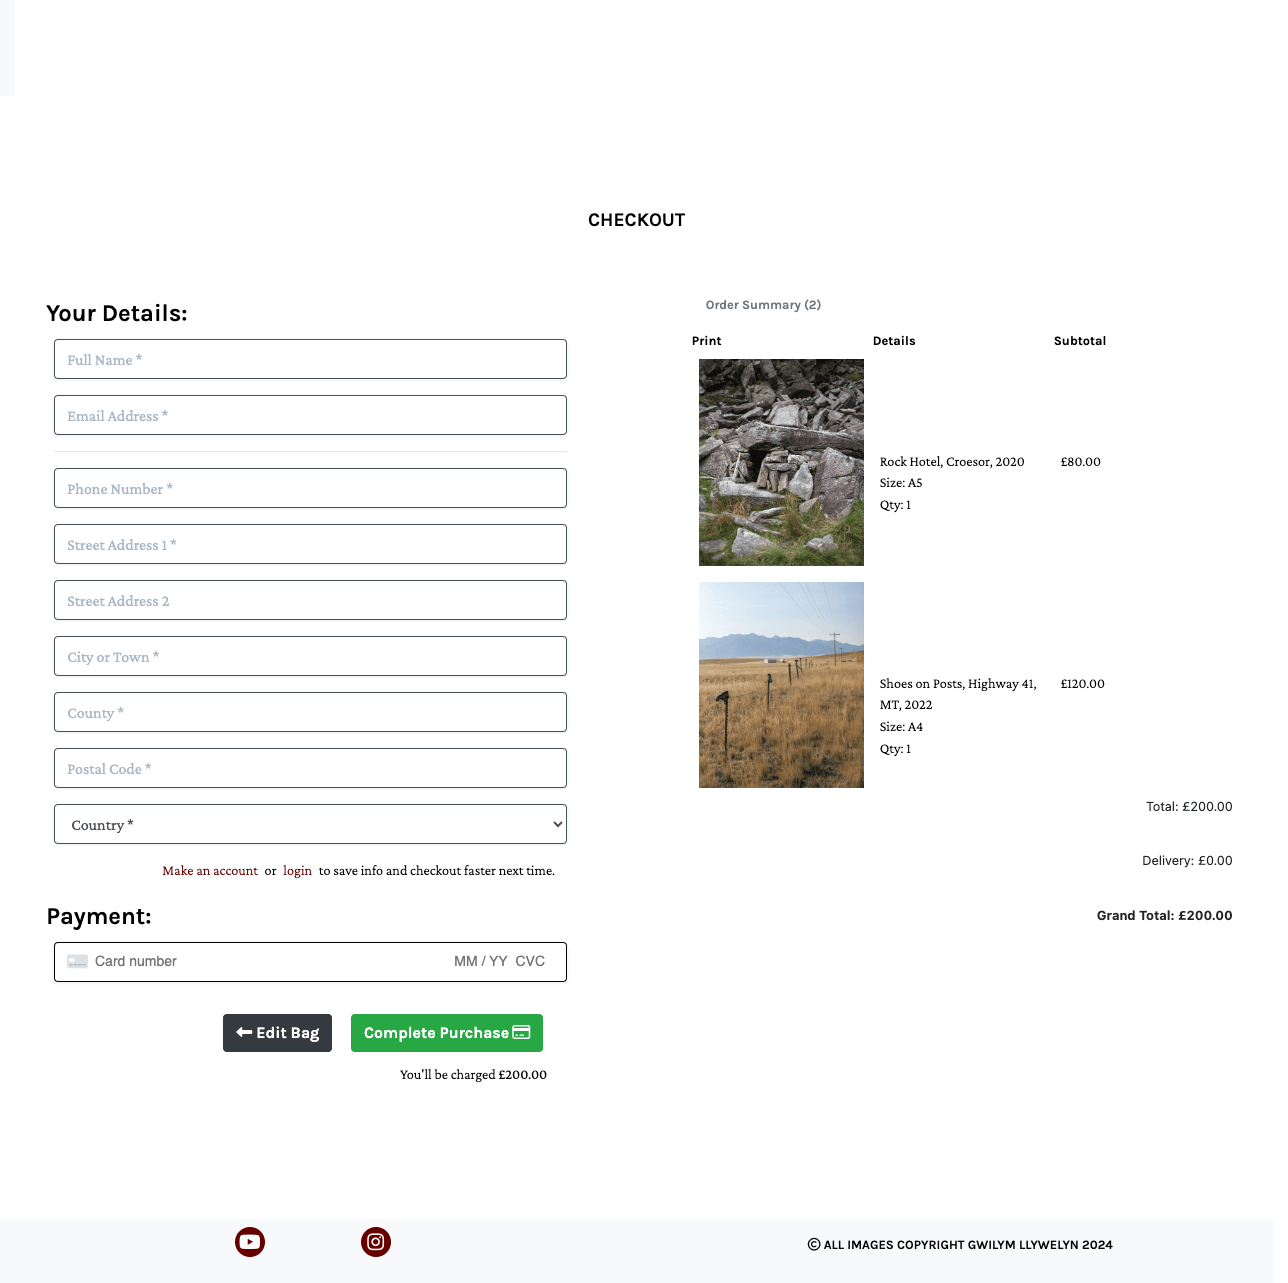 CHECKOUT
Your Details:
Full Name *
Email Address *
Phone Number *
Street Address 1 *
Street Address 2
City or Town *
County *
Postal Code *
Country *
Make an account or login to save info and checkout faster next time.
Payment:
Card number MM / YY CVC
Edit Bag Complete Purchase
You'll be charged £200.00
Order Summary (2)
Print Details Subtotal
Rock Hotel, Croesor, 2020 £80.00
Size: A5
Qty: 1
Shoes on Posts, Highway 41, £120.00
MT, 2022
Size: A4
Qty: 1
Total: £200.00
Delivery: £0.00
Grand Total: £200.00
© ALL IMAGES COPYRIGHT GWILYM LLYWELYN 2024